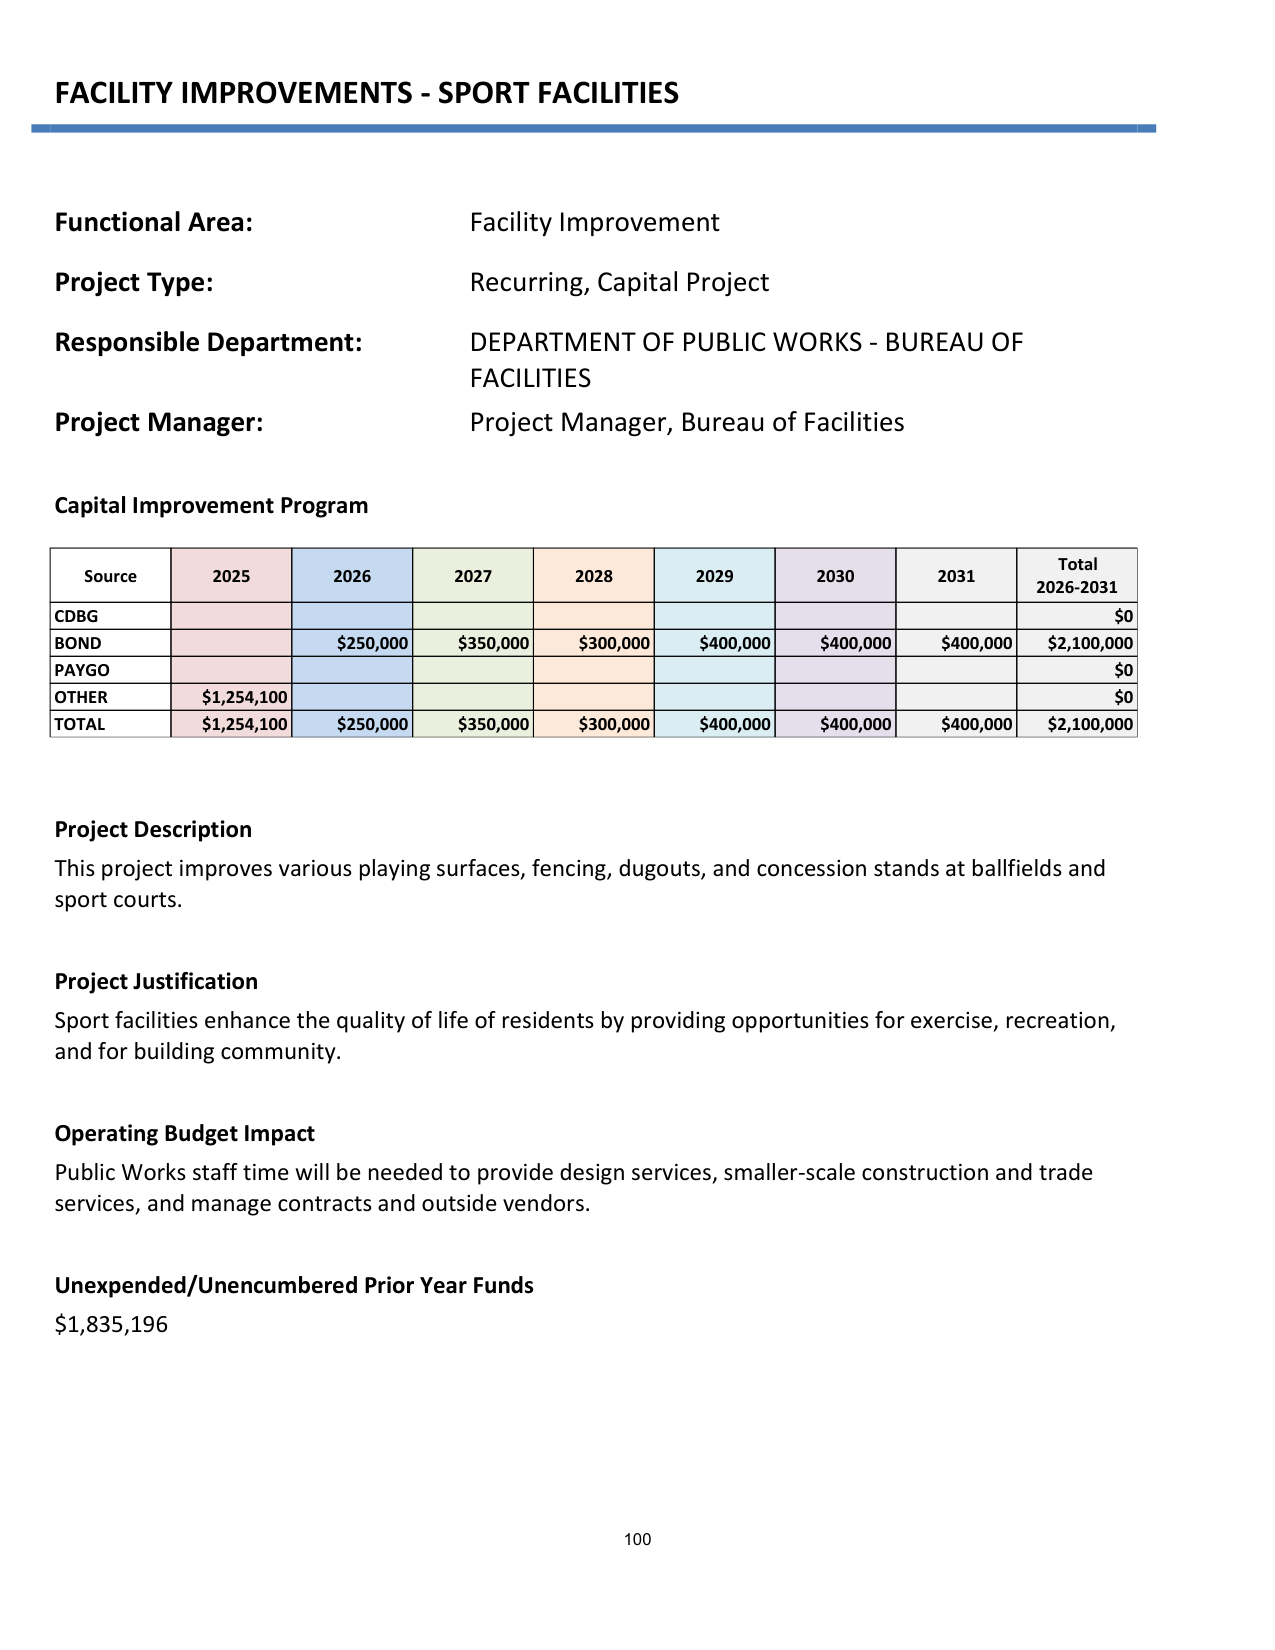 FACILITY IMPROVEMENTS - SPORT FACILITIES
Functional Area: Facility Improvement
Project Type: Recurring, Capital Project
Responsible Department: DEPARTMENT OF PUBLIC WORKS - BUREAU OF
FACILITIES
Project Manager: Project Manager, Bureau of Facilities
Capital Improvement Program
Source 2025 2026 2027 2028 2029 2030 2031 Total
2026-2031
CDBG $0
BOND $250,000 $350,000 $300,000 $400,000 $400,000 $400,000 $2,100,000
PAYGO $0
OTHER $1,254,100 $0
TOTAL $1,254,100 $250,000 $350,000 $300,000 $400,000 $400,000 $400,000 $2,100,000
Project Description
This project improves various playing surfaces, fencing, dugouts, and concession stands at ballfields and
sport courts.
Project Justification
Sport facilities enhance the quality of life of residents by providing opportunities for exercise, recreation,
and for building community.
Operating Budget Impact
Public Works staff time will be needed to provide design services, smaller-scale construction and trade
services, and manage contracts and outside vendors.
Unexpended/Unencumbered Prior Year Funds
$1,835,196
100